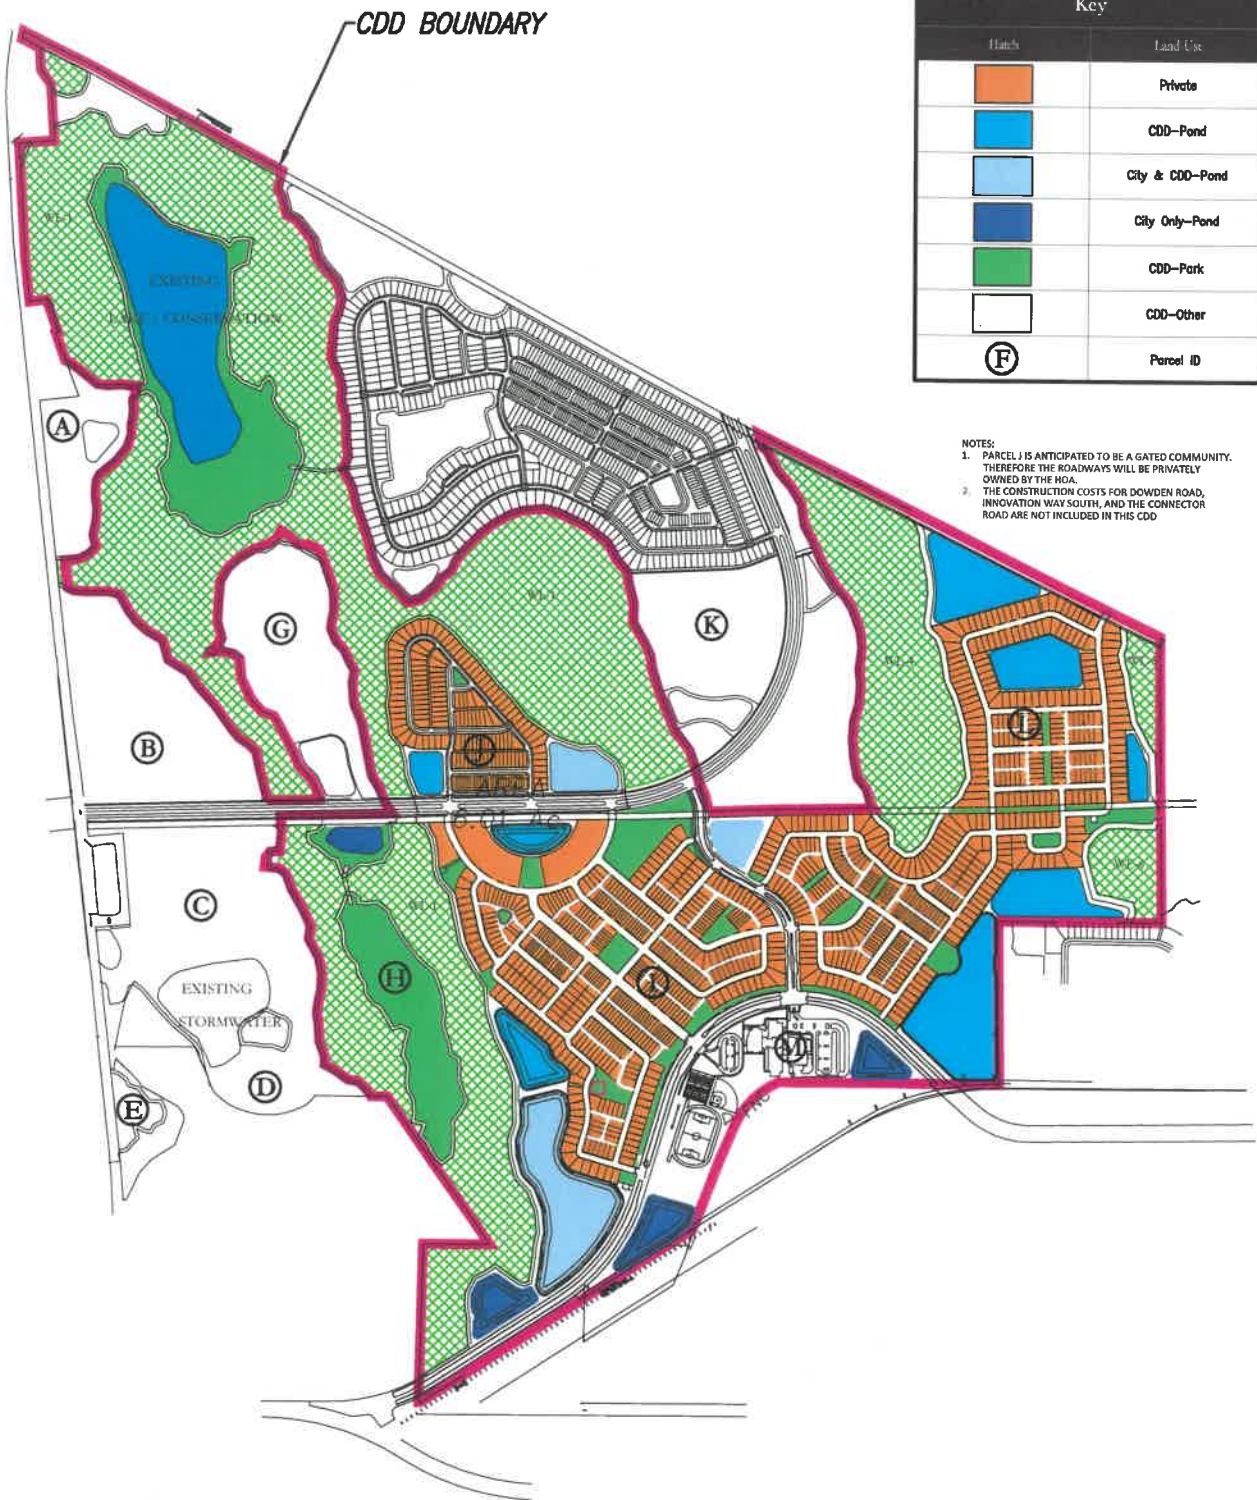 CDD BOUNDARY
Key
Hatch
Land Use
Private
CDD-Pond
City & CDD-Pond
City Only-Pond
CDD-Park
CDD-Other
F
Parcel ID
NOTES:
1. PARCEL J IS ANTICIPATED TO BE A GATED COMMUNITY.
THEREFORE THE ROADWAYS WILL BE PRIVATELY
OWNED BY THE HOA.
2. THE CONSTRUCTION COSTS FOR DOWDEN ROAD,
INNOVATION WAY SOUTH, AND THE CONNECTOR
ROAD ARE NOT INCLUDED IN THIS CDD
EXISTING
LAKE / CONSERVATION
A
G
K
B
J
L
C
H
I
EXISTING
STORMWATER
M
D
E